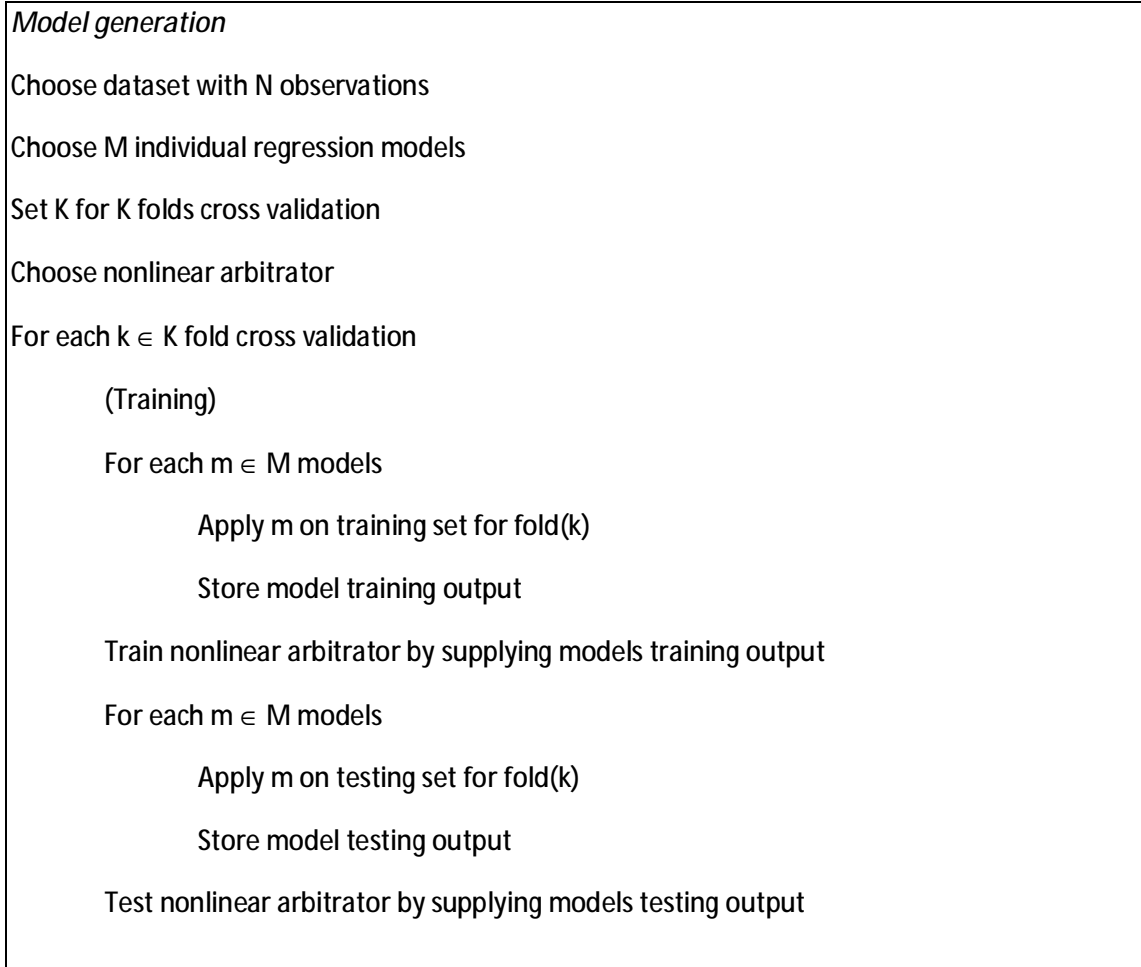 Model generation
Choose dataset with N observations
Choose M individual regression models
Set K for K folds cross validation
Choose nonlinear arbitrator
For each k ∈ K fold cross validation
(Training)
For each m ∈ M models
Apply m on training set for fold(k)
Store model training output
Train nonlinear arbitrator by supplying models training output
For each m ∈ M models
Apply m on testing set for fold(k)
Store model testing output
Test nonlinear arbitrator by supplying models testing output